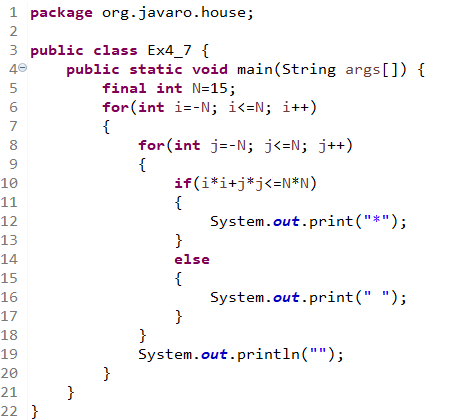 1 package org.javaro.house;
2
3 public class Ex4_7 {
4     public static void main(String args[]) {
5         final int N=15;
6         for(int i=-N; i<=N; i++)
7         {
8             for(int j=-N; j<=N; j++)
9             {
10                 if(i*i+j*j<=N*N)
11                 {
12                     System.out.print("*");
13                 }
14                 else
15                 {
16                     System.out.print(" ");
17                 }
18             }
19             System.out.println("");
20         }
21     }
22 }